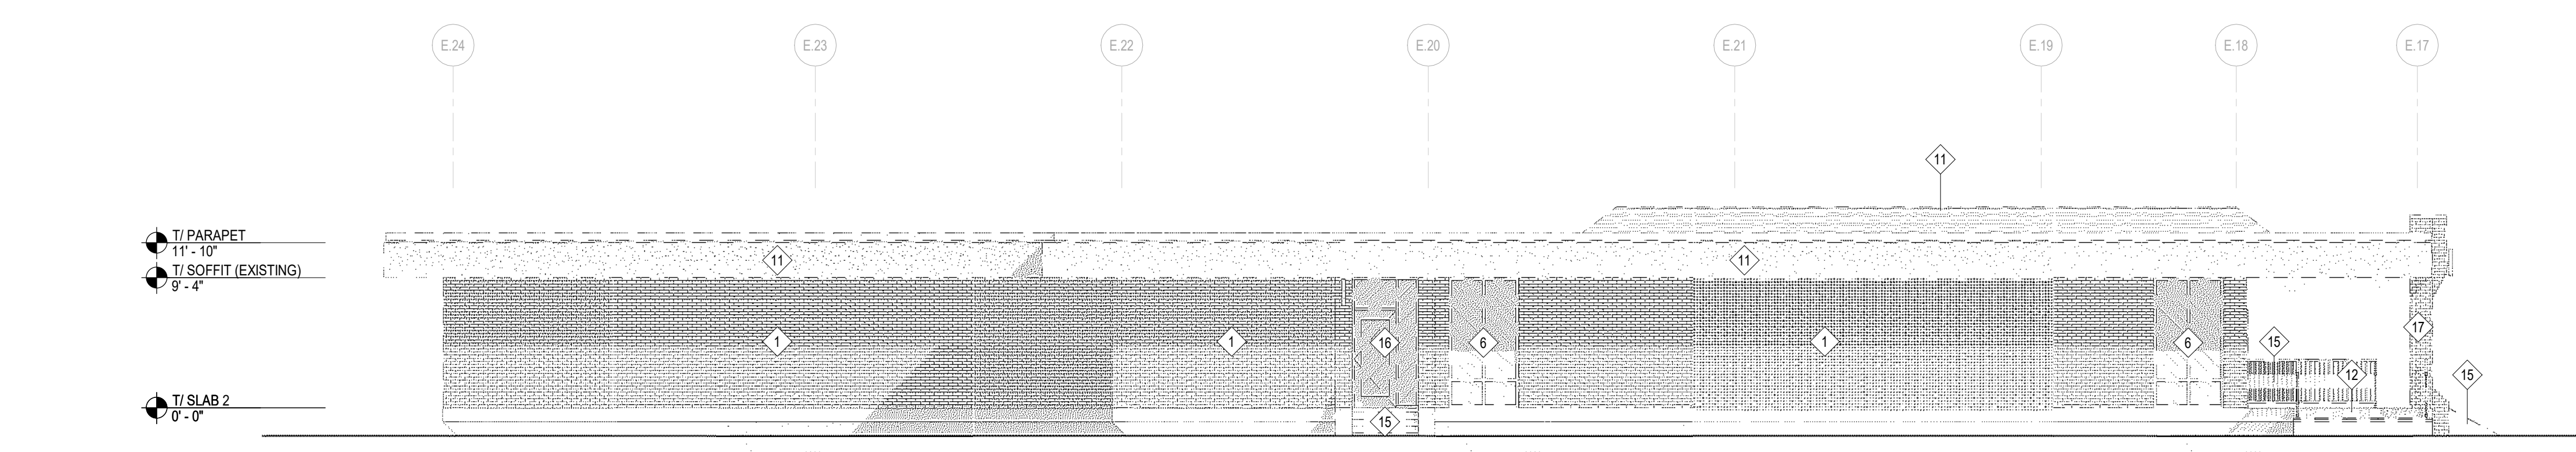 E.24
E.23
E.22
E.20
E.21
E.19
E.18
E.17
11
T/ PARAPET
11' - 10"
T/ SOFFIT (EXISTING)
9' - 4"
11
11
1
1
16
6
1
6
15
17
12
15
T/ SLAB 2
0' - 0"
15